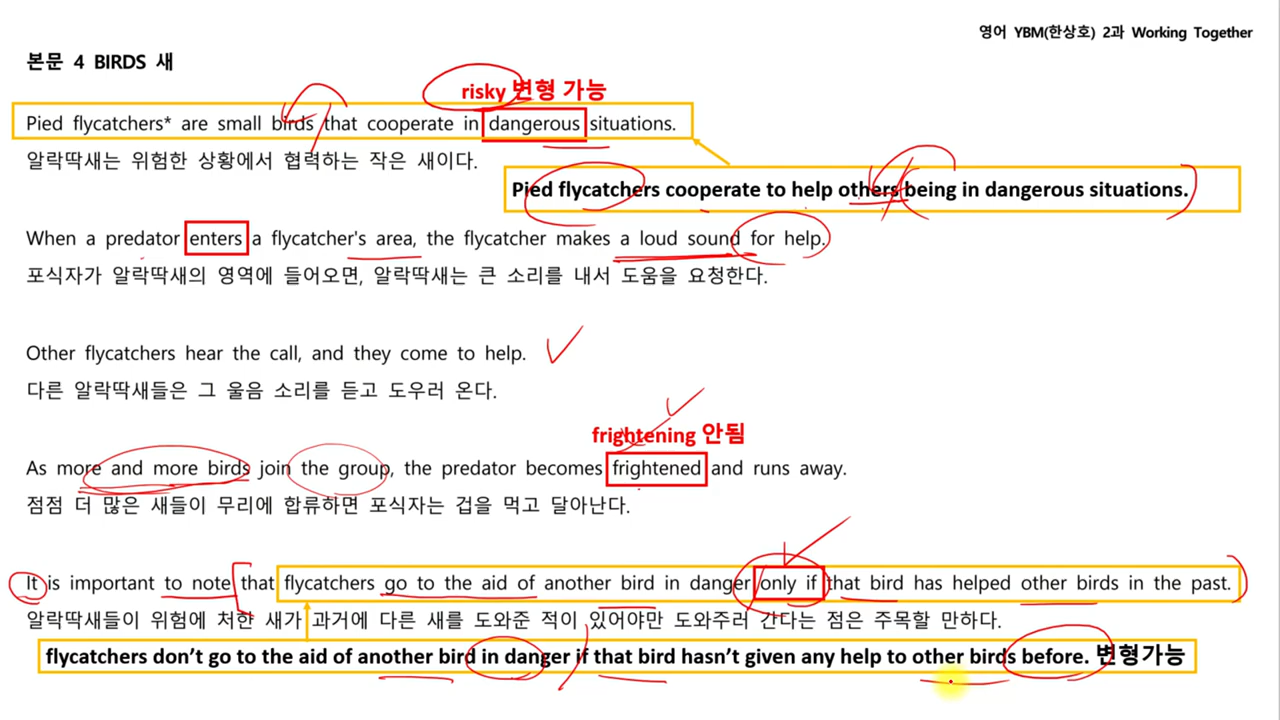 영어 YBM(한상호) 2과 Working Together
본문 4 BIRDS 새
risky 변형 가능
Pied flycatchers* are small birds that cooperate in dangerous situations.
알락딱새는 위험한 상황에서 협력하는 작은 새이다.
Pied flycatchers cooperate to help others being in dangerous situations.
When a predator enters a flycatcher's area, the flycatcher makes a loud sound for help.
포식자가 알락딱새의 영역에 들어오면, 알락딱새는 큰 소리를 내서 도움을 요청한다.
Other flycatchers hear the call, and they come to help.
다른 알락딱새들은 그 울음 소리를 듣고 도우러 온다.
frightening 안됨
As more and more birds join the group, the predator becomes frightened and runs away.
점점 더 많은 새들이 무리에 합류하면 포식자는 겁을 먹고 달아난다.
It is important to note that flycatchers go to the aid of another bird in danger only if that bird has helped other birds in the past.
알락딱새들이 위험에 처한 새가 과거에 다른 새를 도와준 적이 있어야만 도와주러 간다는 점은 주목할 만하다.
flycatchers don’t go to the aid of another bird in danger if that bird hasn’t given any help to other birds before. 변형가능